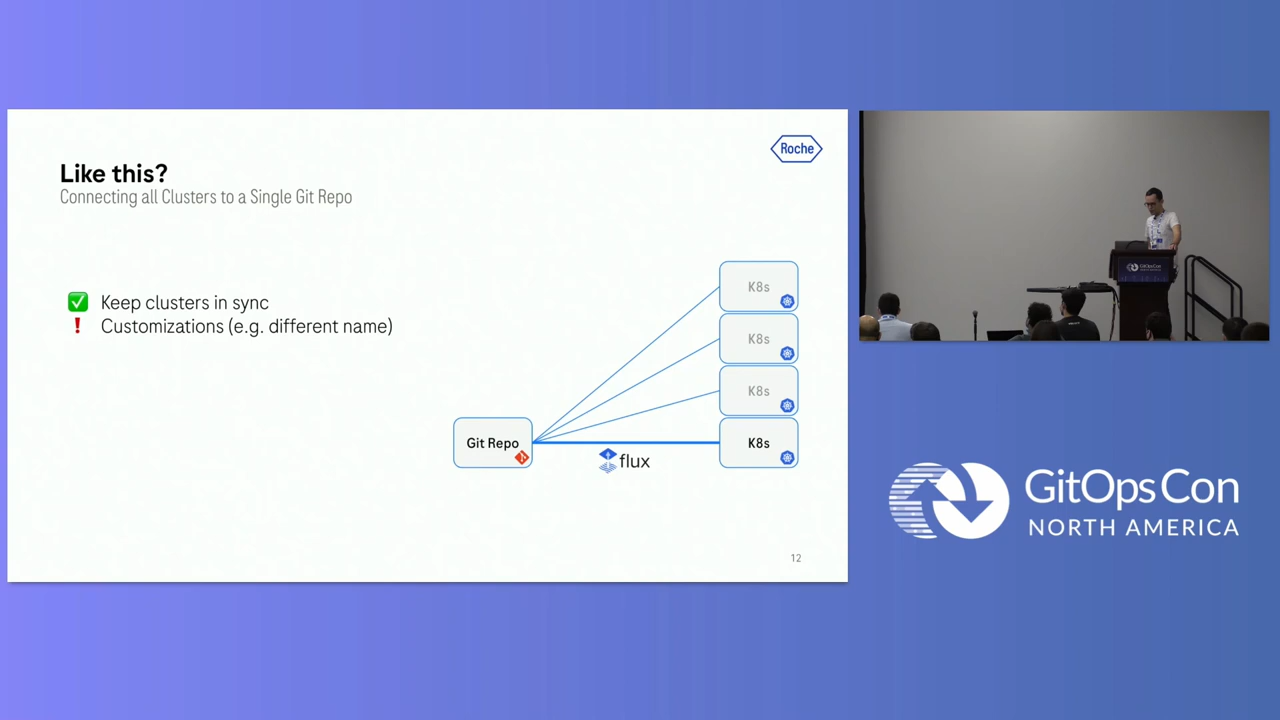 Roche
Like this?
Connecting all Clusters to a Single Git Repo
✅ Keep clusters in sync
❗ Customizations (e.g. different name)
K8s
K8s
K8s
Git Repo
K8s
flux
12
GitOpsCon
GitOpsCon
NORTH AMERICA